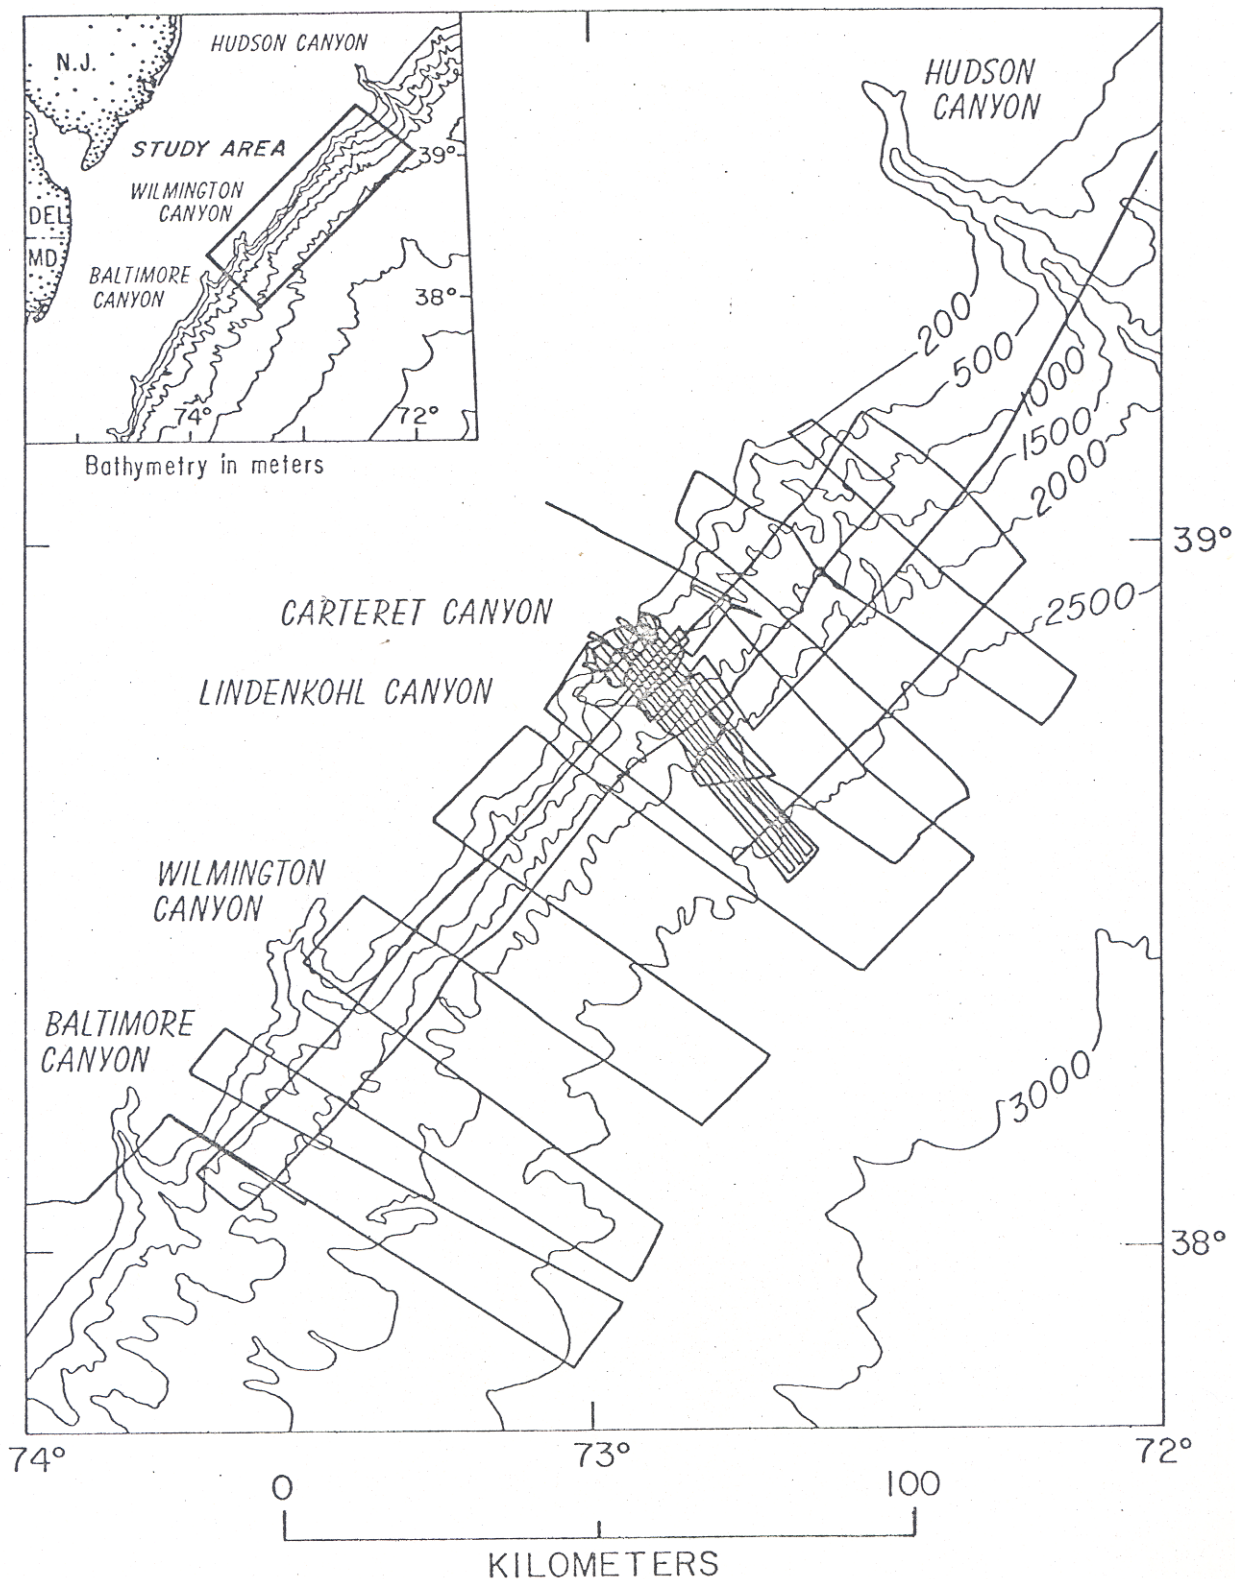 HUDSON CANYON
N.J.
STUDY AREA
39°
WILMINGTON
CANYON
DEL
MD
BALTIMORE
CANYON
38°
74°
72°
Bathymetry in meters
HUDSON
CANYON
200
500
1000
1500
2000
39°
2500
CARTERET CANYON
LINDENKOHL CANYON
WILMINGTON
CANYON
BALTIMORE
CANYON
3000
38°
74°
73°
72°
0
100
KILOMETERS